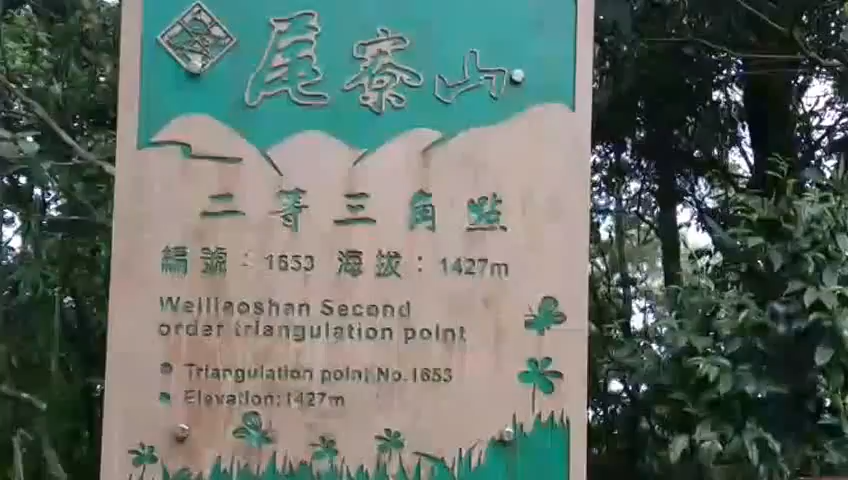 尾寮山
二等三角點
編號：1653 海拔：1427m
Weiliaoshan Second
order triangulation point
Triangulation point No.1653
Elevation:1427m